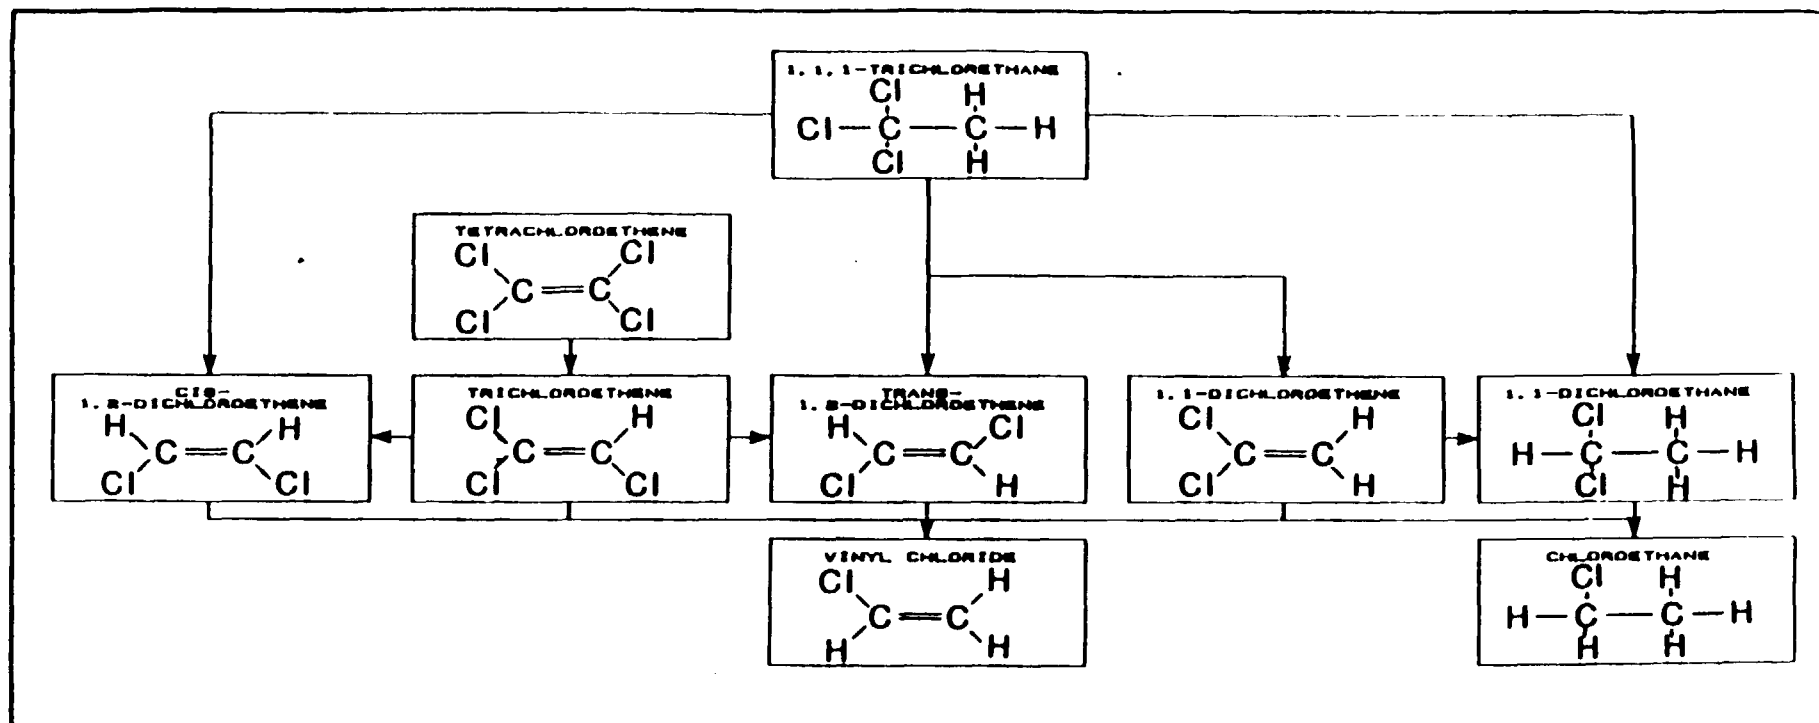 1,1,1-TRICHLORETHANE
Cl H
Cl C C H
Cl H
TETRACHLOROETHENE
Cl Cl
C C
Cl Cl
CIS-
1,2-DICHLOROETHENE
H H
C C
Cl Cl
TRICHLOROETHENE
Cl H
C C
Cl Cl
TRANS-
1,2-DICHLOROETHENE
H Cl
C C
Cl H
1,1-DICHLOROETHENE
Cl H
C C
Cl H
1,1-DICHLOROETHANE
Cl H
H C C H
Cl H
VINYL CHLORIDE
Cl H
C C
H H
CHLOROETHANE
Cl H
H C C H
H H